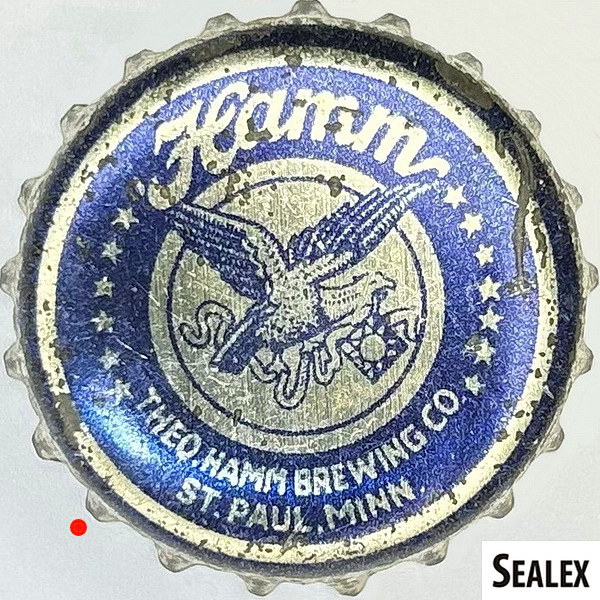 Hamm
THEO. HAMM BREWING CO.
ST. PAUL, MINN.
SEALEX